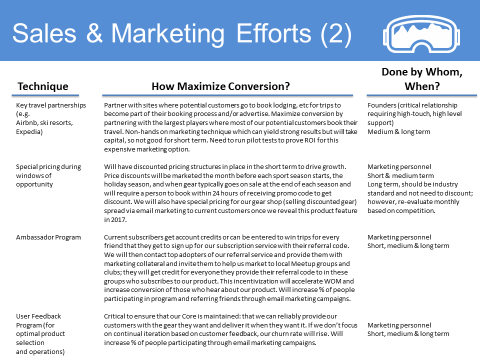 Sales & Marketing Efforts (2)
Technique
How Maximize Conversion?
Done by Whom,
When?
Key travel partnerships
(e.g.
Airbnb, ski resorts,
Expedia)
Partner with sites where potential customers go to book lodging, etc for trips to
become part of their booking process and/or advertise. Maximize conversion by
partnering with the largest players where most of our potential customers book their
travel. Non-hands on marketing technique which can yield strong results but will take
capital, so not good for short term. Need to run pilot tests to prove ROI for this
expensive marketing option.
Founders (critical relationship
requiring high-touch, high level
support)
Medium & long term
Special pricing during
windows of
opportunity
Will have discounted pricing structures in place in the short term to drive growth.
Price discounts will be marketed the month before each sport season starts, the
holiday season, and when gear typically goes on sale at the end of each season and
will require a person to book within 24 hours of receiving promo code to get
discount. We will also have special pricing for our gear shop (selling discounted gear)
spread via email marketing to current customers once we reveal this product feature
in 2017.
Marketing personnel
Short & medium term
Long term, should be industry
standard and not need to discount;
however, re-evaluate monthly
based on competition.
Ambassador Program
Current subscribers get account credits or can be entered to win trips for every
friend that they get to sign up for our subscription service with their referral code.
We will then contact top adopters of our referral service and provide them with
marketing collateral and invite them to help us market to local Meetup groups and
clubs; they will get credit for everyone they provide their referral code to in these
groups who subscribes to our product. This incentivization will accelerate WOM and
increase conversion of those who hear about our product. Will increase % of people
participating in program and referring friends through email marketing campaigns.
Marketing personnel
Short, medium & long term
User Feedback
Program (for
optimal product
selection
and operations)
Critical to ensure that our Core is maintained: that we can reliably provide our
customers with the gear they want and deliver it when they want it. If we don't focus
on continual iteration based on customer feedback, our churn rate will rise. Will
increase % of people participating through email marketing campaigns.
Marketing personnel
Short, medium & long term